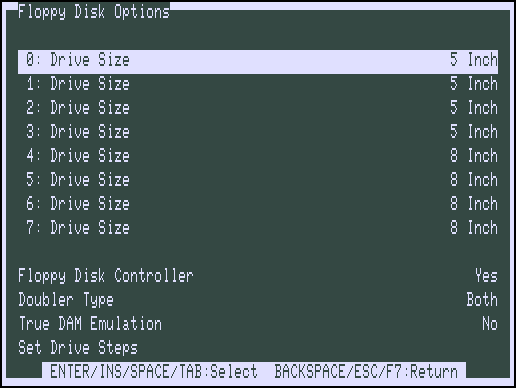 Floppy Disk Options
0: Drive Size 5 Inch
1: Drive Size 5 Inch
2: Drive Size 5 Inch
3: Drive Size 5 Inch
4: Drive Size 8 Inch
5: Drive Size 8 Inch
6: Drive Size 8 Inch
7: Drive Size 8 Inch
Floppy Disk Controller Yes
Doubler Type Both
True DAM Emulation No
Set Drive Steps
ENTER/INS/SPACE/TAB:Select BACKSPACE/ESC/F7:Return